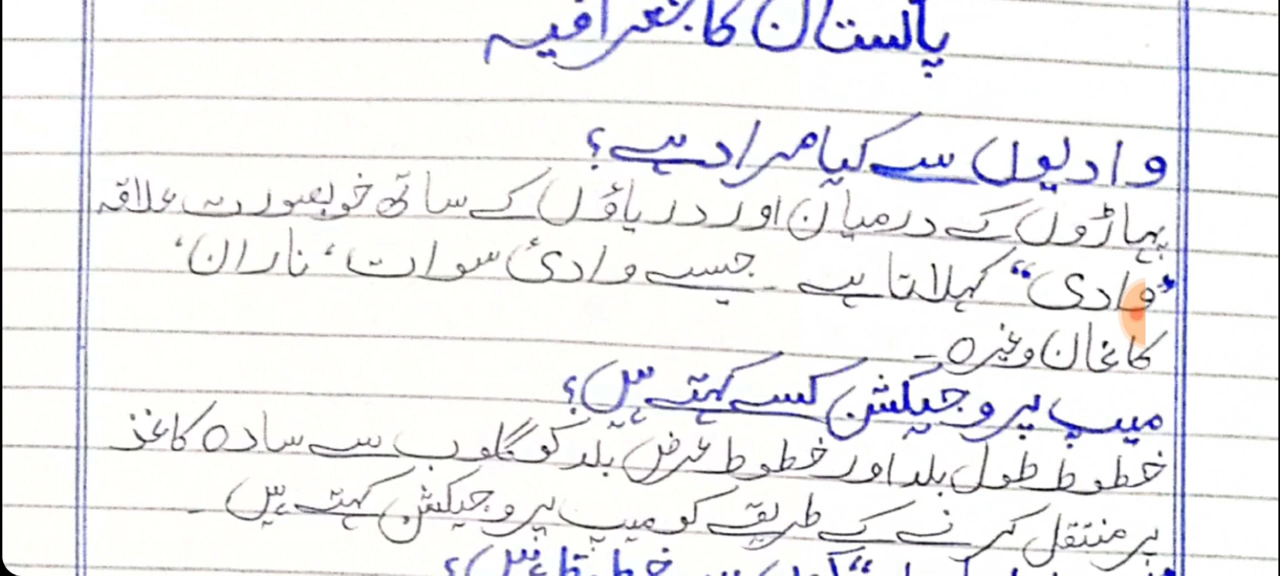 پاکستان کا جغرافیہ
وادیوں سے کیا مراد ہے؟
پہاڑوں کے درمیان اور دریاؤں کے ساتھ خوبصورت علاقہ
"وادی" کہلاتا ہے۔ جیسے وادئ سوات، ناران،
کاغان وغیرہ۔
میپ پروجیکشن کسے کہتے ہیں؟
خطوط طول بلد اور خطوط عرض بلد کو گلوب سے سادہ کاغذ
پر منتقل کرنے کے طریقے کو میپ پروجیکشن کہتے ہیں۔